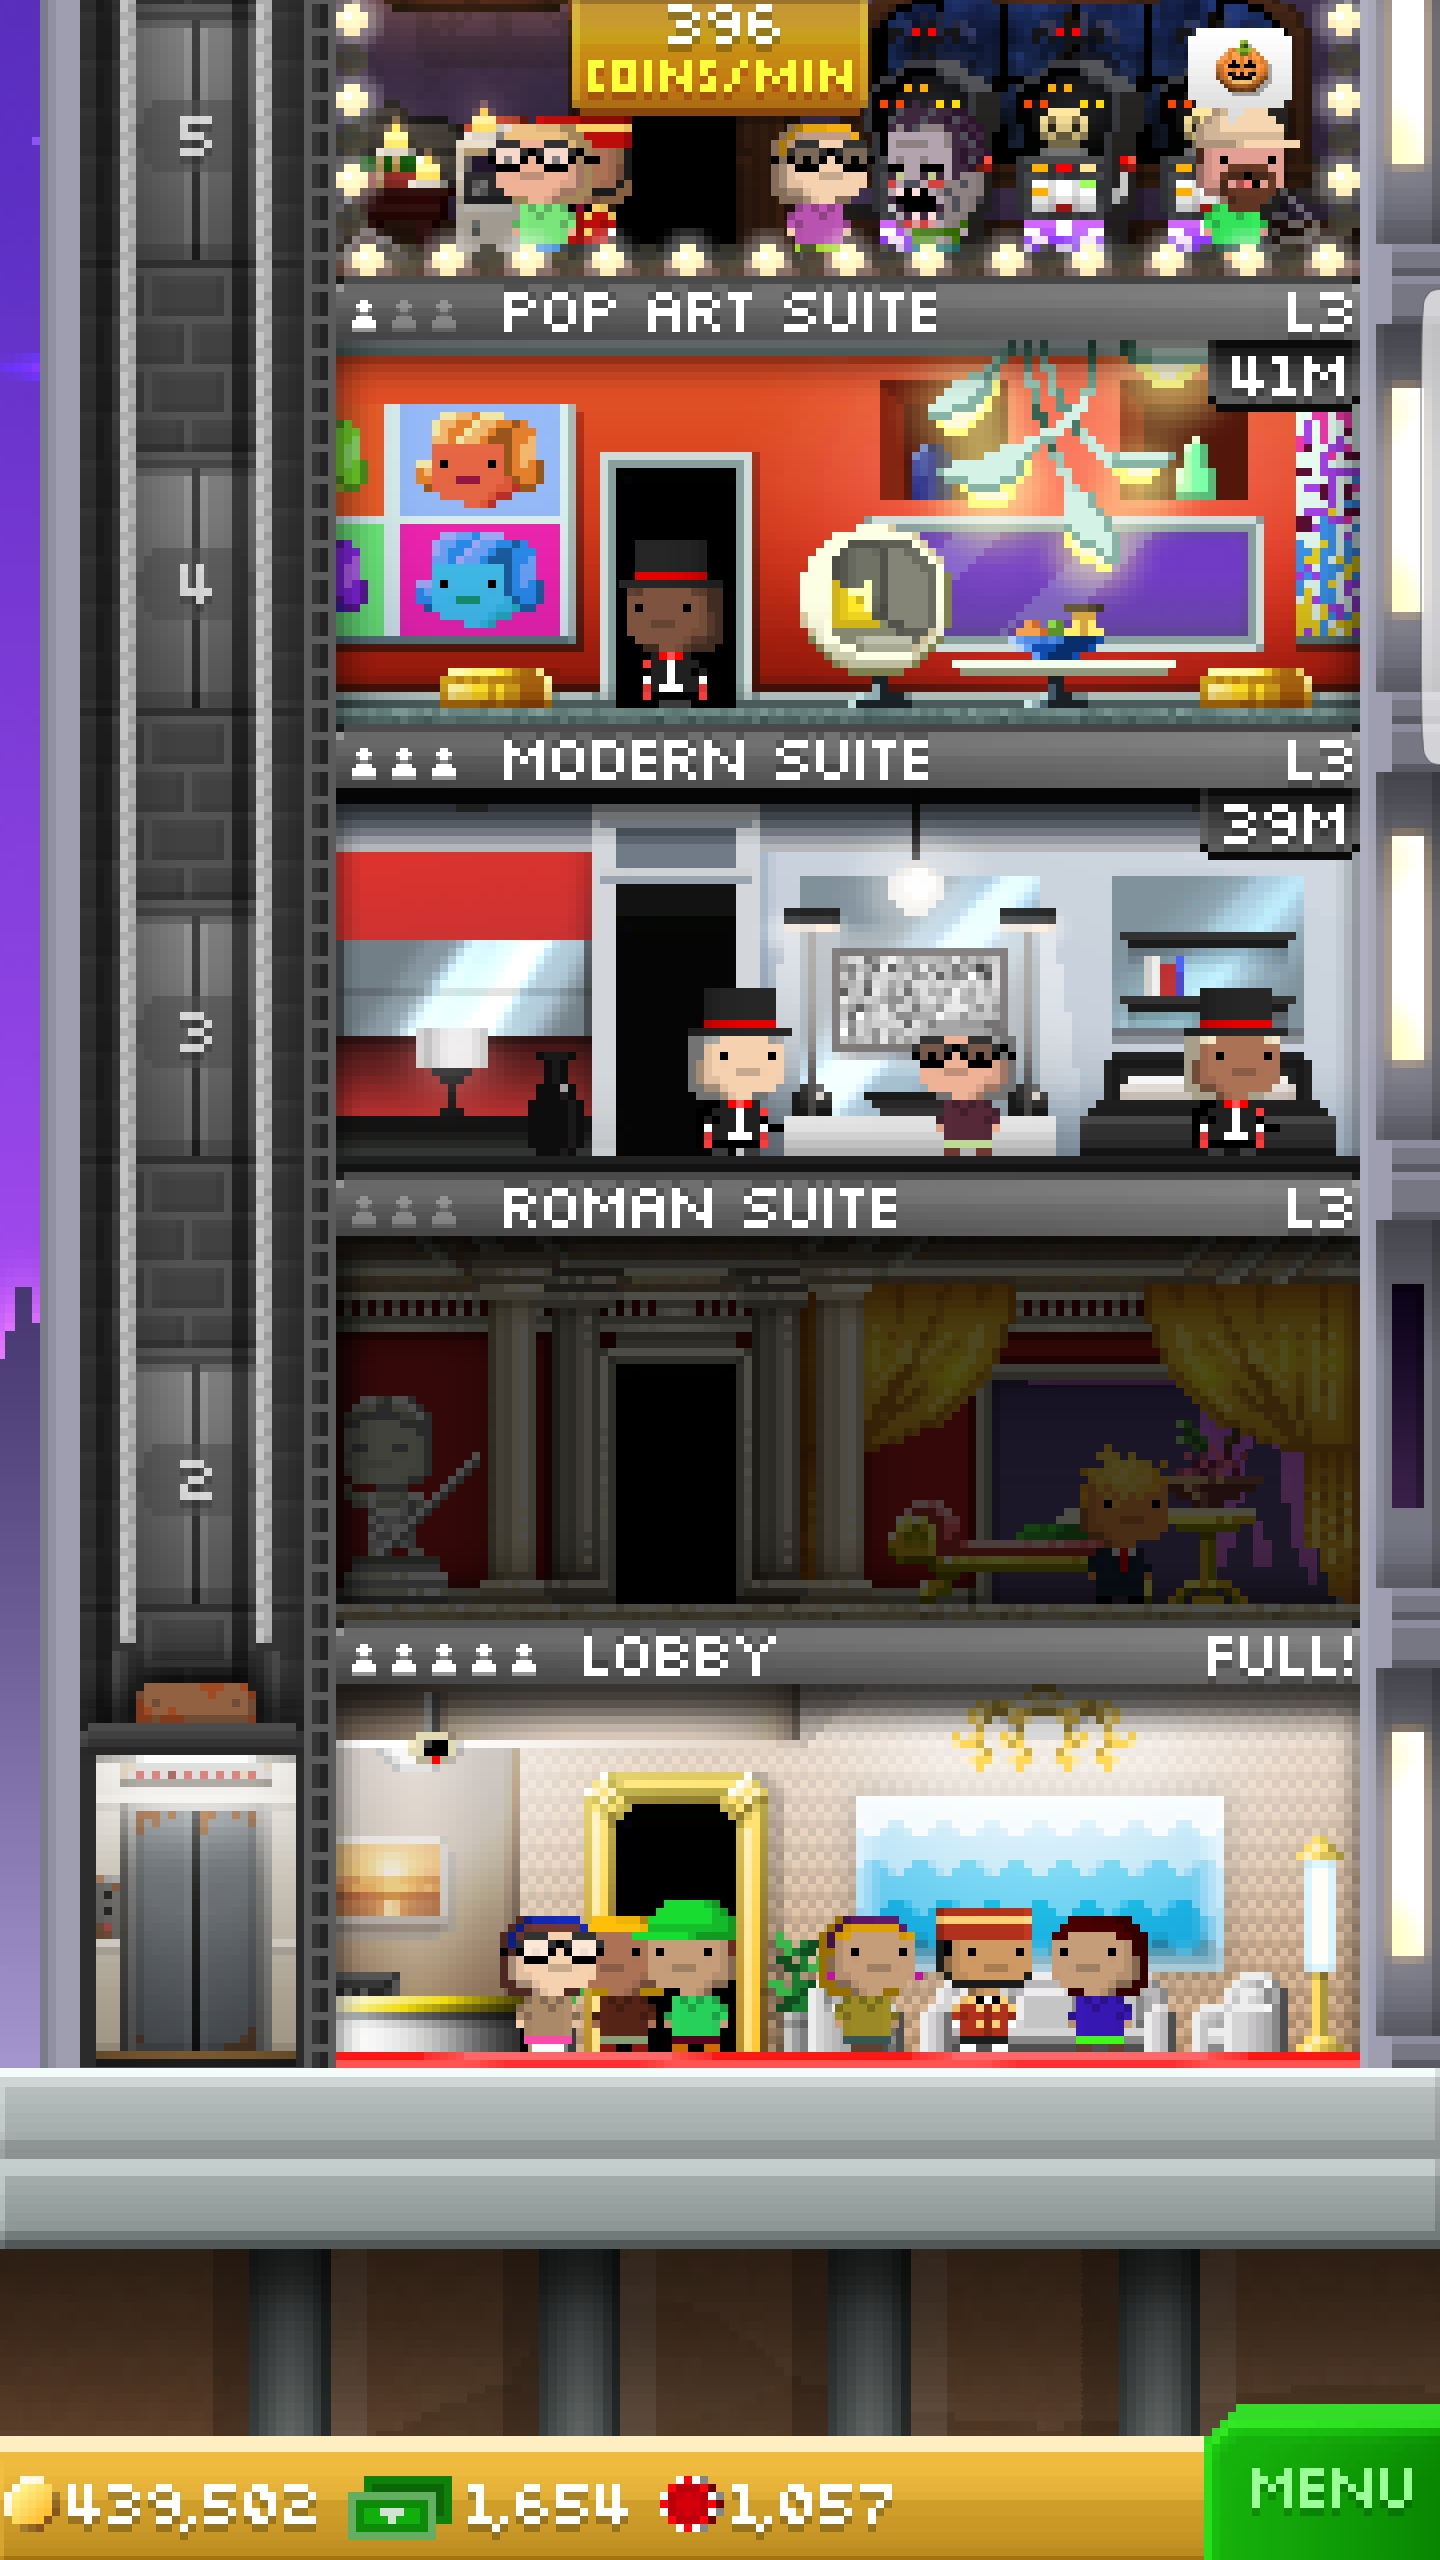 396
COINS/MIN
5
POP ART SUITE L3
41M
4
MODERN SUITE L3
39M
3
ROMAN SUITE L3
2
LOBBY FULL!
439,502 1,654 1,057
MENU